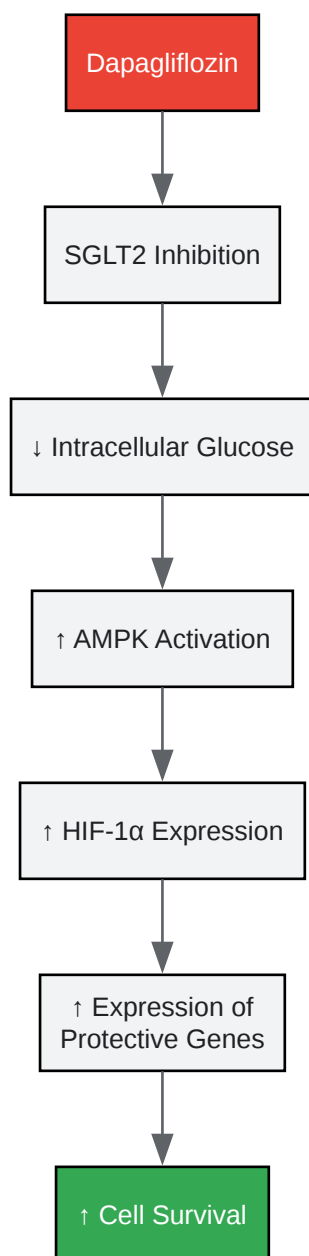 Dapagliflozin
SGLT2 Inhibition
↓ Intracellular Glucose
↑ AMPK Activation
↑ HIF-1α Expression
↑ Expression of
Protective Genes
↑ Cell Survival